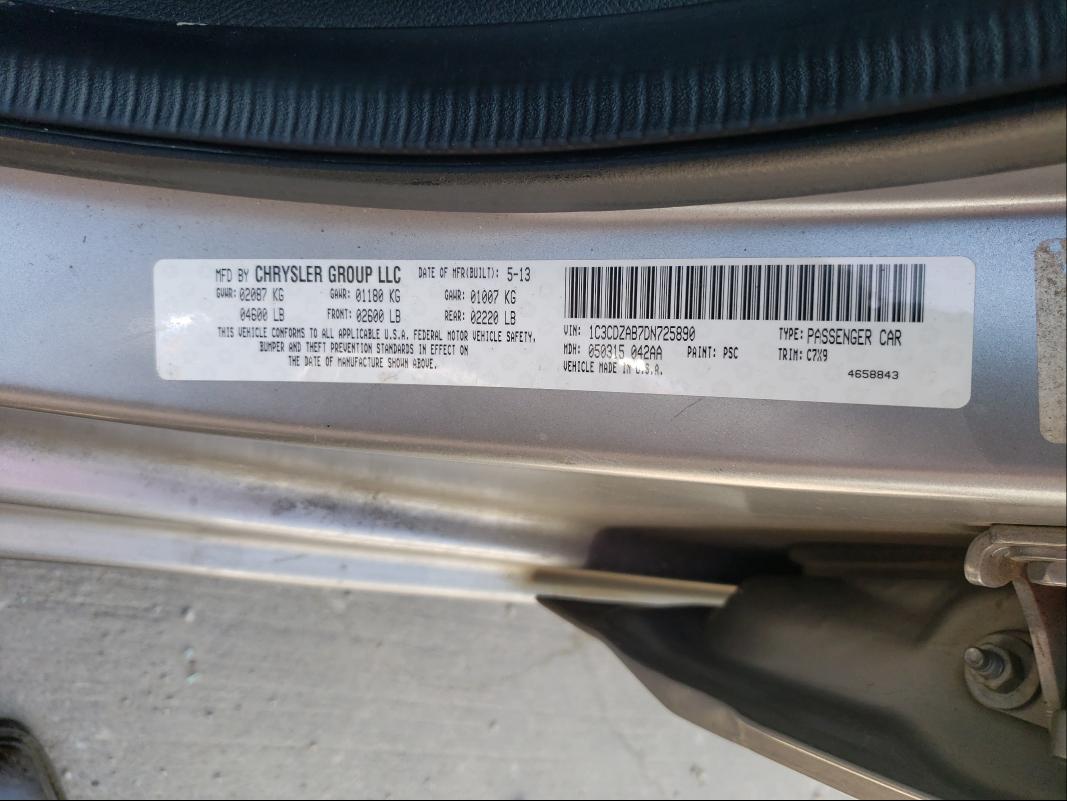 MFD BY CHRYSLER GROUP LLC DATE OF MFR(BUILT): 5-13
GVWR: 02087 KG GAWR: 01180 KG GAWR: 01007 KG
04600 LB FRONT: 02600 LB REAR: 02220 LB
THIS VEHICLE CONFORMS TO ALL APPLICABLE U.S.A. FEDERAL MOTOR VEHICLE SAFETY,
BUMPER AND THEFT PREVENTION STANDARDS IN EFFECT ON
THE DATE OF MANUFACTURE SHOWN ABOVE.
VIN: 1C3CDZAB7DN725890 TYPE: PASSENGER CAR
MDH: 050315 042AA PAINT: PSC TRIM: C7X9
VEHICLE MADE IN U.S.A.
4658843